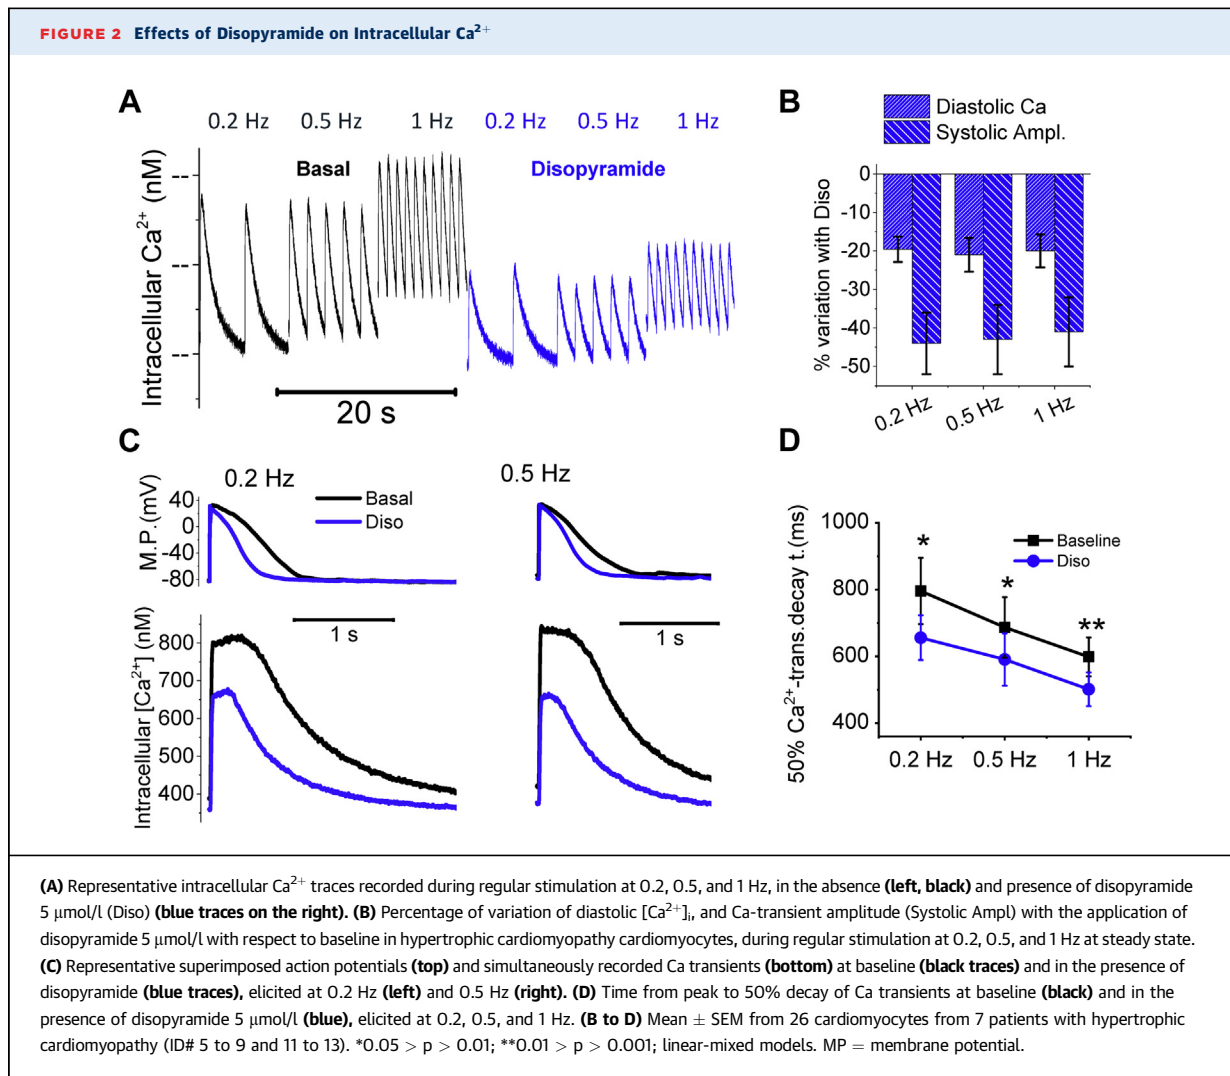 FIGURE 2 Effects of Disopyramide on Intracellular Ca2+
A
0.2 Hz 0.5 Hz 1 Hz 0.2 Hz 0.5 Hz 1 Hz
Basal Disopyramide
Intracellular Ca2+ (nM)
20 s
B
Diastolic Ca
Systolic Ampl.
% variation with Diso
0
-10
-20
-30
-40
-50
0.2 Hz 0.5 Hz 1 Hz
C
0.2 Hz 0.5 Hz
Basal
Diso
M.P.(mV)
40
0
-40
-80
1 s 1 s
Intracellular [Ca2+] (nM)
800
700
600
500
400
D
50% Ca2+-trans.decay t.(ms)
1000
800
600
400
Baseline
Diso
* * **
0.2 Hz 0.5 Hz 1 Hz
(A) Representative intracellular Ca2+ traces recorded during regular stimulation at 0.2, 0.5, and 1 Hz, in the absence (left, black) and presence of disopyramide
5 μmol/l (Diso) (blue traces on the right). (B) Percentage of variation of diastolic [Ca2+]i, and Ca-transient amplitude (Systolic Ampl) with the application of
disopyramide 5 μmol/l with respect to baseline in hypertrophic cardiomyopathy cardiomyocytes, during regular stimulation at 0.2, 0.5, and 1 Hz at steady state.
(C) Representative superimposed action potentials (top) and simultaneously recorded Ca transients (bottom) at baseline (black traces) and in the presence of
disopyramide (blue traces), elicited at 0.2 Hz (left) and 0.5 Hz (right). (D) Time from peak to 50% decay of Ca transients at baseline (black) and in the
presence of disopyramide 5 μmol/l (blue), elicited at 0.2, 0.5, and 1 Hz. (B to D) Mean ± SEM from 26 cardiomyocytes from 7 patients with hypertrophic
cardiomyopathy (ID# 5 to 9 and 11 to 13). *0.05 > p > 0.01; **0.01 > p > 0.001; linear-mixed models. MP = membrane potential.